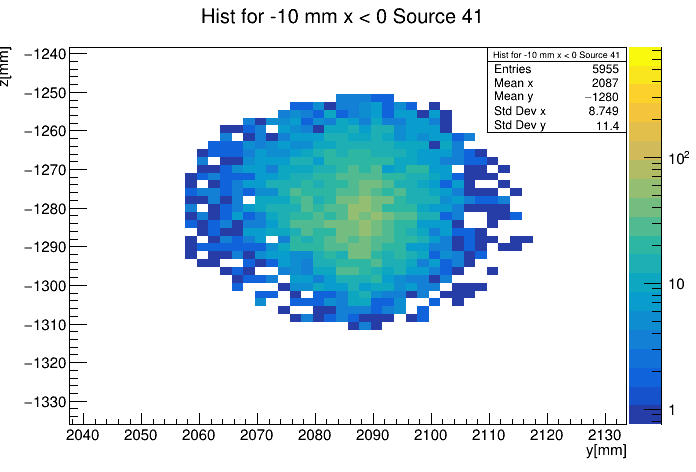 Hist for -10 mm x < 0 Source 41
z[mm]
−1240
−1250
−1260
−1270
−1280
−1290
−1300
−1310
−1320
−1330
Hist for -10 mm x < 0 Source 41
Entries 5955
Mean x 2087
Mean y −1280
Std Dev x 8.749
Std Dev y 11.4
10²
10
1
2040 2050 2060 2070 2080 2090 2100 2110 2120 2130
y[mm]